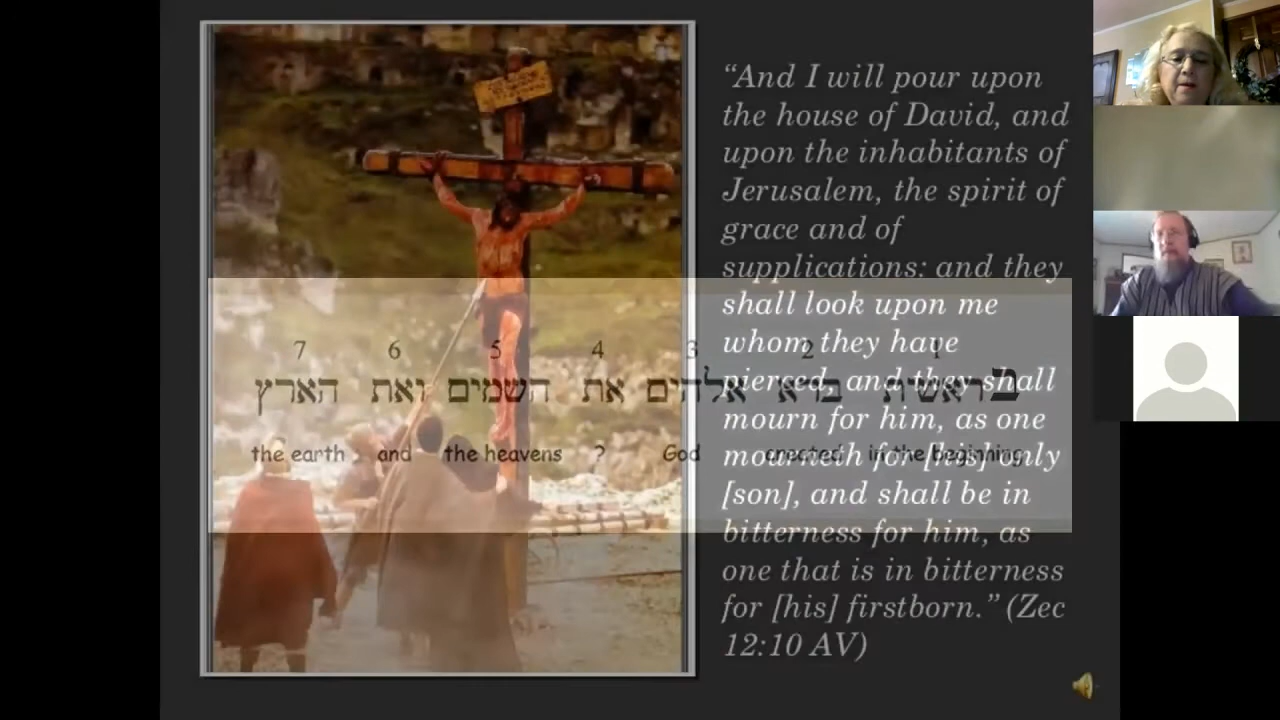 “And I will pour upon
the house of David, and
upon the inhabitants of
Jerusalem, the spirit of
grace and of
supplications: and they
shall look upon me
whom they have
pierced, and they shall
mourn for him, as one
mourneth for [his] only
[son], and shall be in
bitterness for him, as
one that is in bitterness
for [his] firstborn.” (Zec
12:10 AV)
7 6 5 4 3 2 1
בראשית ברא אלהים את השמים ואת הארץ
the earth and the heavens ? God created in the beginning